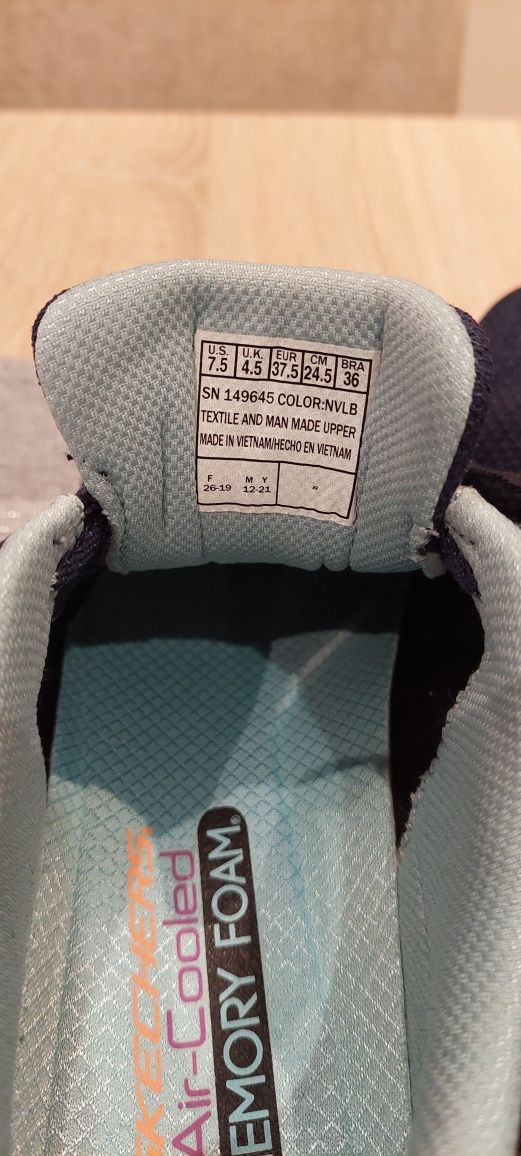 U.S. U.K. EUR CM BRA
7.5 4.5 37.5 24.5 36
SN 149645 COLOR:NVLB
TEXTILE AND MAN MADE UPPER
MADE IN VIETNAM/HECHO EN VIETNAM
F M Y
26-19 12-21
SKECHERS®
Air-Cooled
MEMORY FOAM®